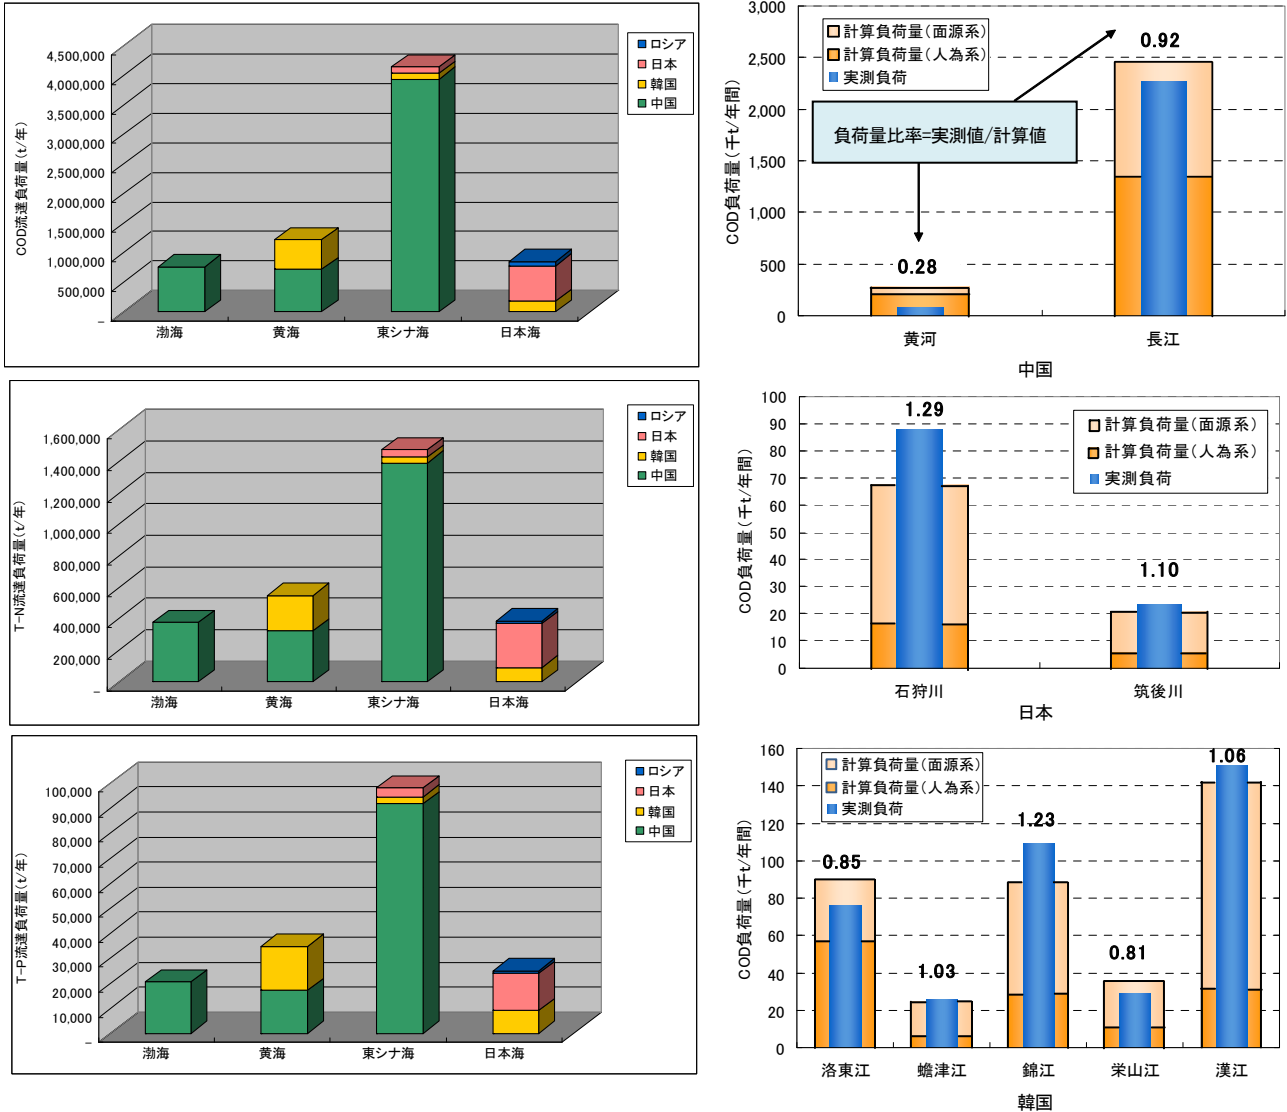 COD流達負荷量(t/年)
4,500,000
4,000,000
3,500,000
3,000,000
2,500,000
2,000,000
1,500,000
1,000,000
500,000
–
渤海
黄海
東シナ海
日本海
ロシア
日本
韓国
中国
T-N流達負荷量(t/年)
1,600,000
1,400,000
1,200,000
1,000,000
800,000
600,000
400,000
200,000
–
渤海
黄海
東シナ海
日本海
ロシア
日本
韓国
中国
T-P流達負荷量(t/年)
100,000
90,000
80,000
70,000
60,000
50,000
40,000
30,000
20,000
10,000
–
渤海
黄海
東シナ海
日本海
ロシア
日本
韓国
中国
COD負荷量(千t/年間)
3,000
2,500
2,000
1,500
1,000
500
0
計算負荷量(面源系)
計算負荷量(人為系)
実測負荷
負荷量比率=実測値/計算値
0.28
0.92
黄河
長江
中国
COD負荷量(千t/年間)
100
90
80
70
60
50
40
30
20
10
0
計算負荷量(面源系)
計算負荷量(人為系)
実測負荷
1.29
1.10
石狩川
筑後川
日本
COD負荷量(千t/年間)
160
140
120
100
80
60
40
20
0
計算負荷量(面源系)
計算負荷量(人為系)
実測負荷
0.85
1.03
1.23
0.81
1.06
洛東江
蟾津江
錦江
栄山江
漢江
韓国